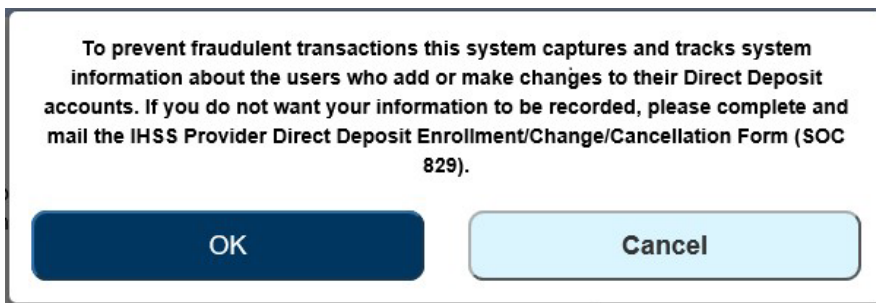 To prevent fraudulent transactions this system captures and tracks system
information about the users who add or make changes to their Direct Deposit
accounts. If you do not want your information to be recorded, please complete and
mail the IHSS Provider Direct Deposit Enrollment/Change/Cancellation Form (SOC
829).
OK
Cancel